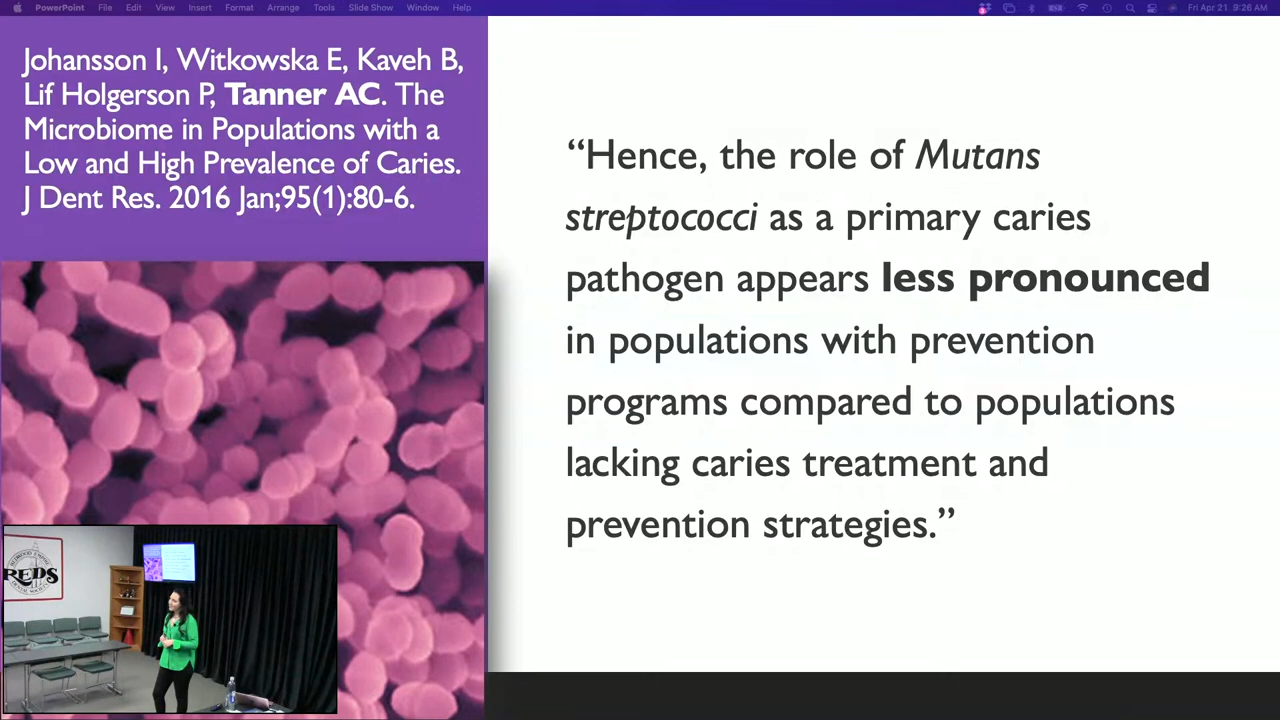 PowerPoint File Edit View Insert Format Arrange Tools Slide Show Window Help Fri Apr 21 9:26 AM
Johansson I, Witkowska E, Kaveh B,
Lif Holgerson P, Tanner AC. The
Microbiome in Populations with a
Low and High Prevalence of Caries.
J Dent Res. 2016 Jan;95(1):80-6.
“Hence, the role of Mutans
streptococci as a primary caries
pathogen appears less pronounced
in populations with prevention
programs compared to populations
lacking caries treatment and
prevention strategies.”
REDS